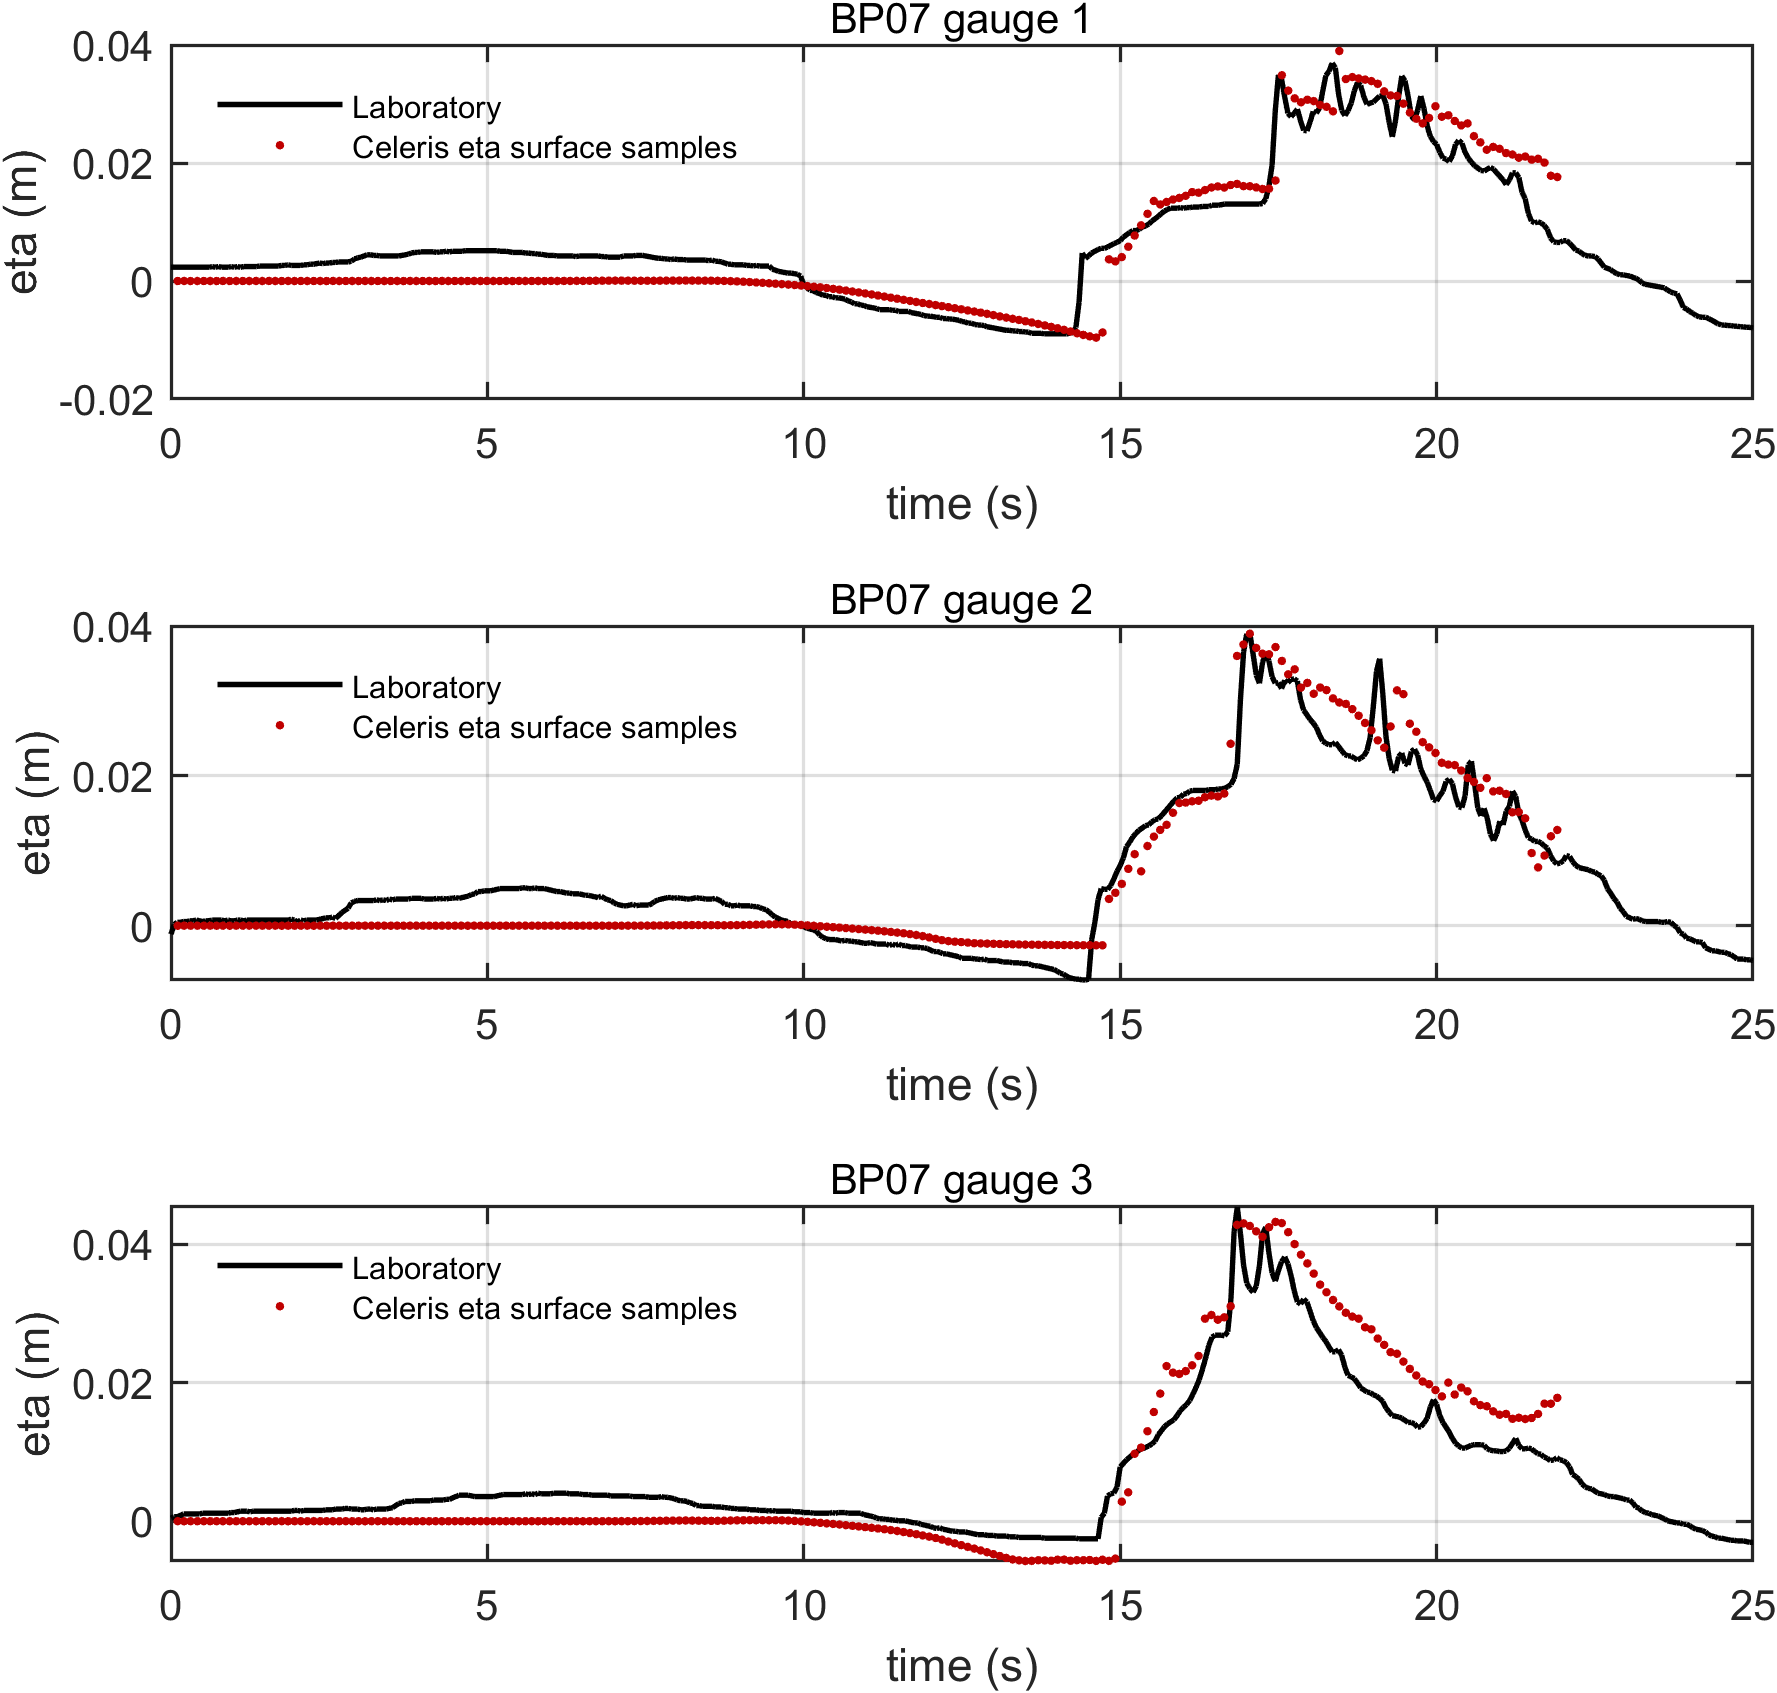 BP07 gauge 1
0.04
0.02
0
-0.02
eta (m)
Laboratory
Celeris eta surface samples
0 5 10 15 20 25
time (s)
BP07 gauge 2
0.04
0.02
0
eta (m)
Laboratory
Celeris eta surface samples
0 5 10 15 20 25
time (s)
BP07 gauge 3
0.04
0.02
0
eta (m)
Laboratory
Celeris eta surface samples
0 5 10 15 20 25
time (s)